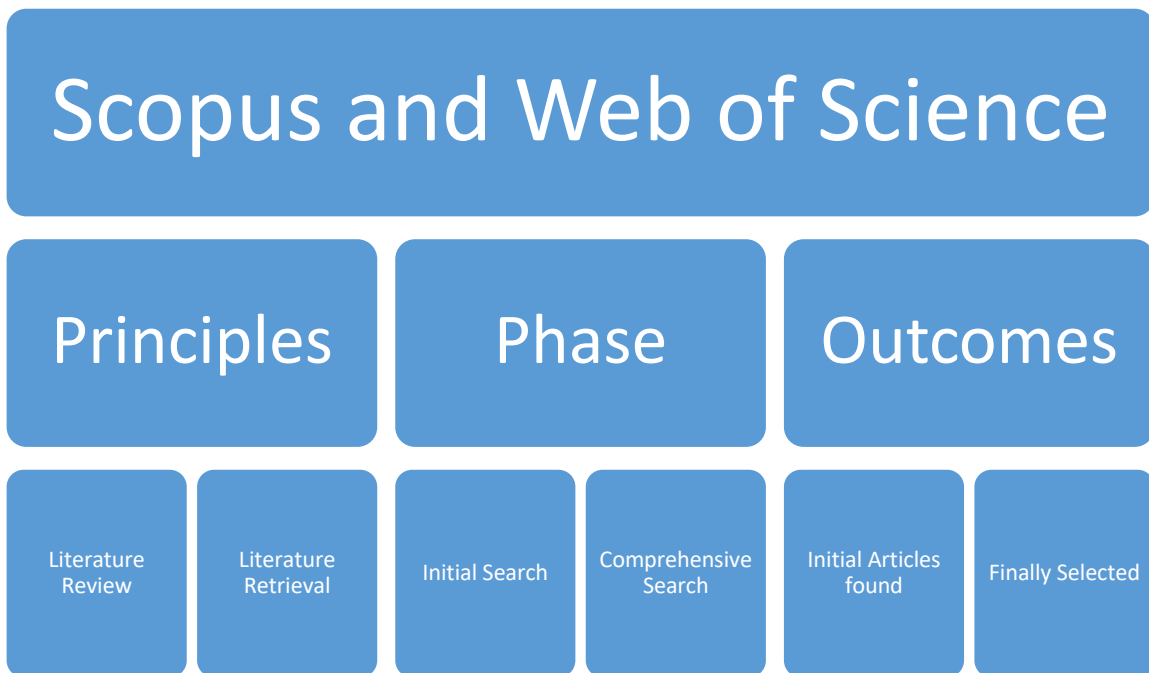 Scopus and Web of Science
Principles
Phase
Outcomes
Literature
Review
Literature
Retrieval
Initial Search
Comprehensive
Search
Initial Articles
found
Finally Selected